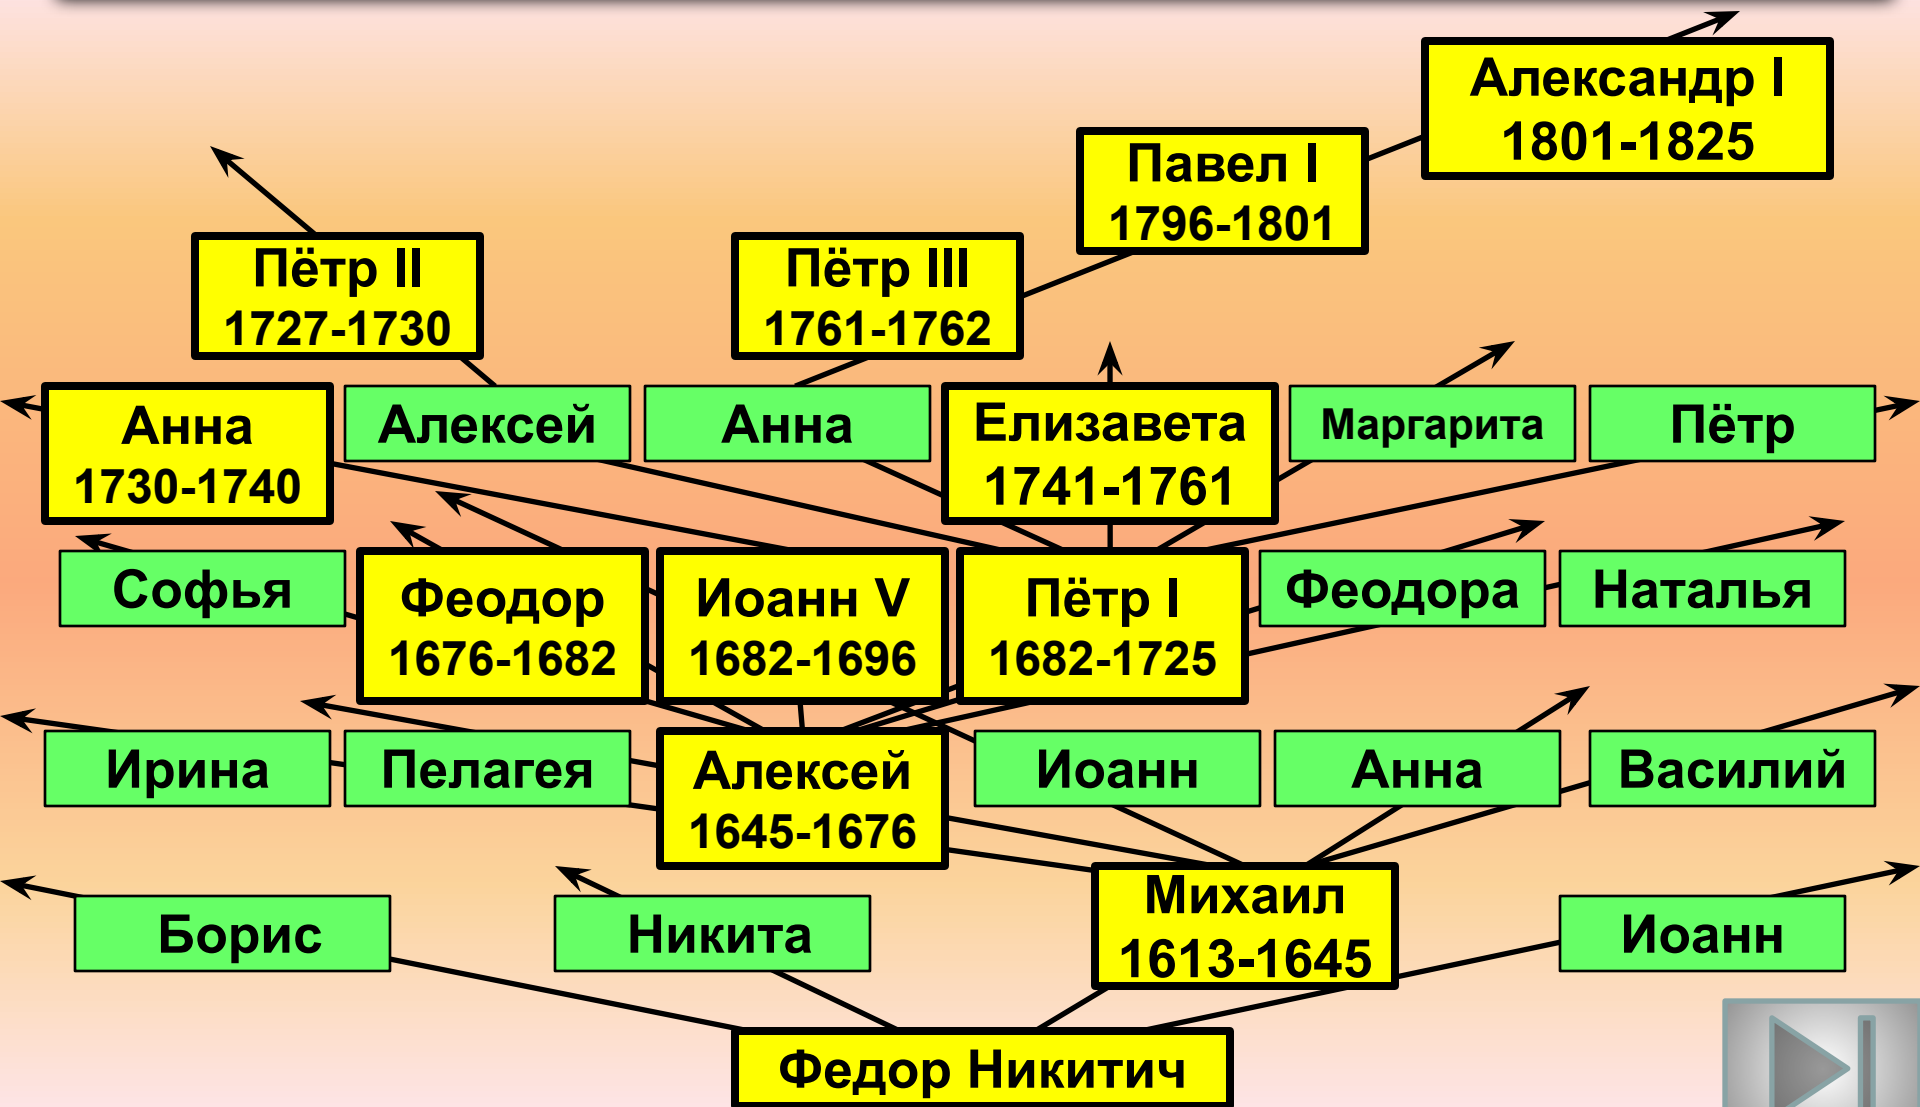 Александр I
1801-1825
Павел I
1796-1801
Пётр II
1727-1730
Пётр III
1761-1762
Анна
1730-1740
Алексей
Анна
Елизавета
1741-1761
Маргарита
Пётр
Софья
Феодор
1676-1682
Иоанн V
1682-1696
Пётр I
1682-1725
Феодора
Наталья
Ирина
Пелагея
Алексей
1645-1676
Иоанн
Анна
Василий
Борис
Никита
Михаил
1613-1645
Иоанн
Федор Никитич